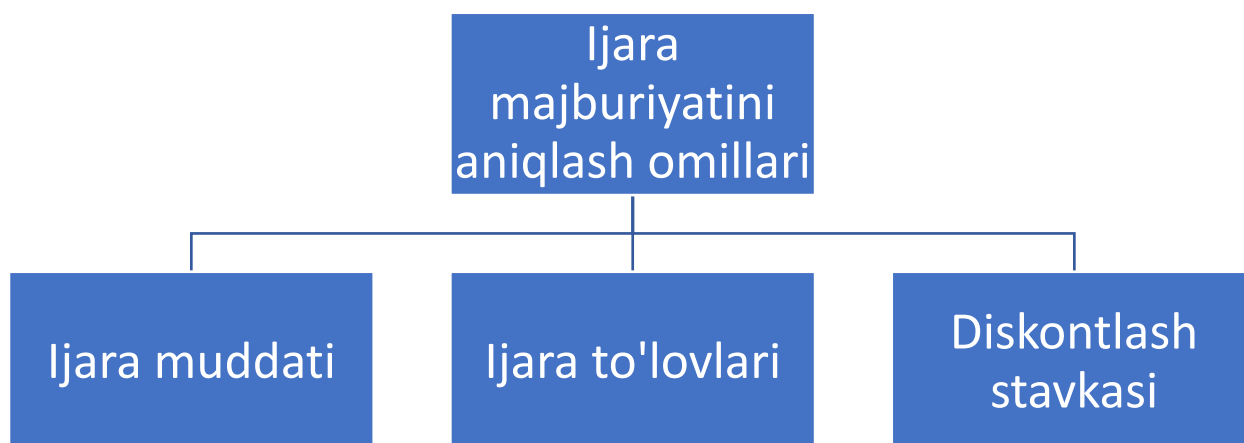 Ijara
majburiyatini
aniqlash omillari
Ijara muddati
Ijara to'lovlari
Diskontlash
stavkasi